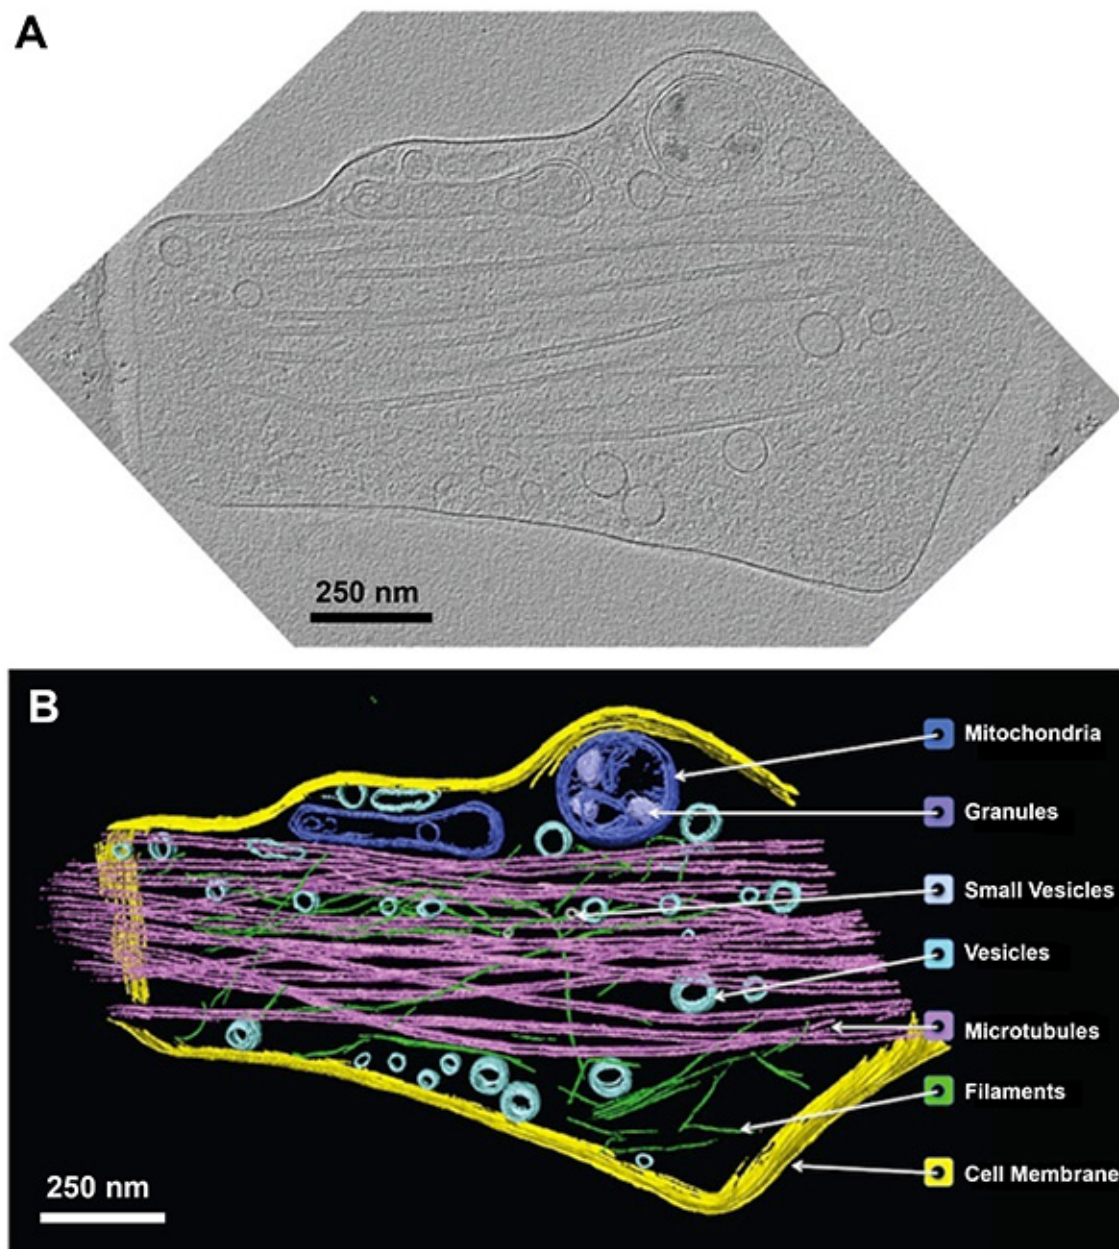 A
250 nm
B
Mitochondria
Granules
Small Vesicles
Vesicles
Microtubules
Filaments
Cell Membrane
250 nm